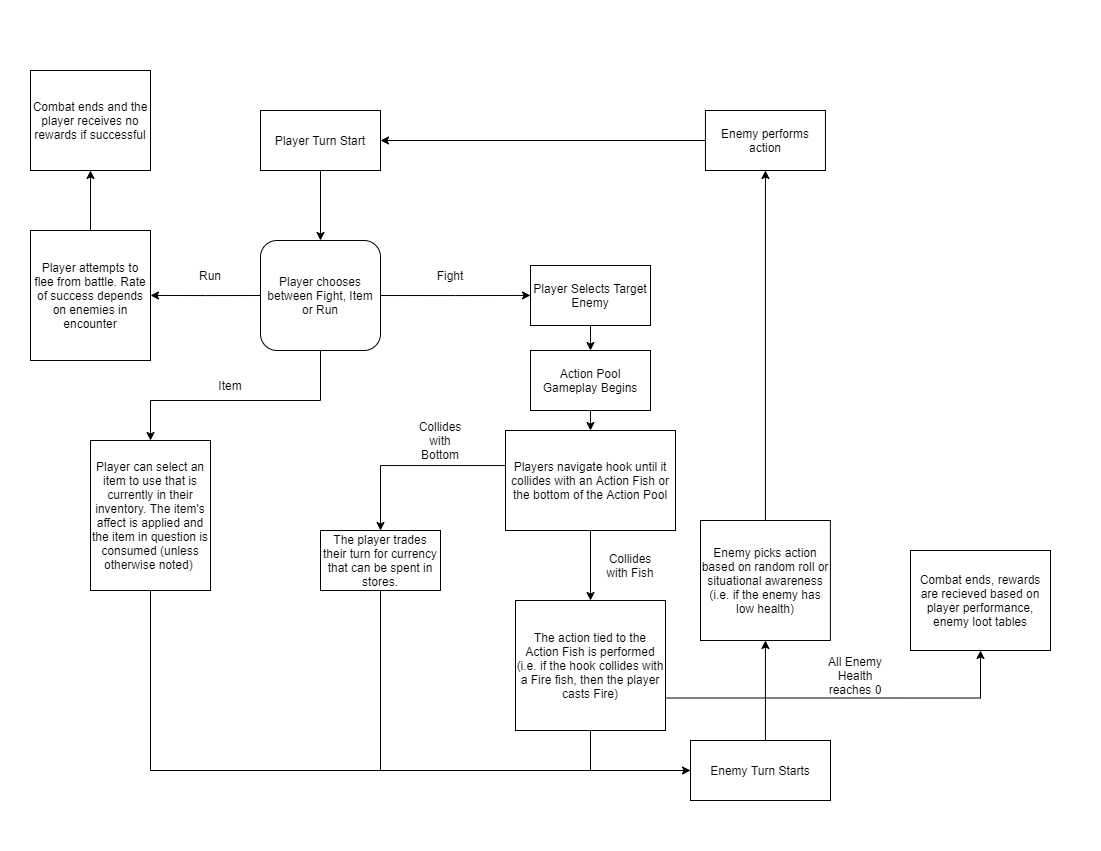 Combat ends and the
player receives no
rewards if successful
Player Turn Start
Enemy performs
action
Player attempts to
flee from battle. Rate
of success depends
on enemies in
encounter
Run
Player chooses
between Fight, Item
or Run
Fight
Player Selects Target
Enemy
Action Pool
Gameplay Begins
Item
Collides
with
Bottom
Players navigate hook until it
collides with an Action Fish or
the bottom of the Action Pool
Player can select an
item to use that is
currently in their
inventory. The item's
affect is applied and
the item in question is
consumed (unless
otherwise noted)
The player trades
their turn for currency
that can be spent in
stores.
Collides
with Fish
Enemy picks action
based on random roll or
situational awareness
(i.e. if the enemy has
low health)
Combat ends, rewards
are recieved based on
player performance,
enemy loot tables
The action tied to the
Action Fish is performed
(i.e. if the hook collides with
a Fire fish, then the player
casts Fire)
All Enemy
Health
reaches 0
Enemy Turn Starts